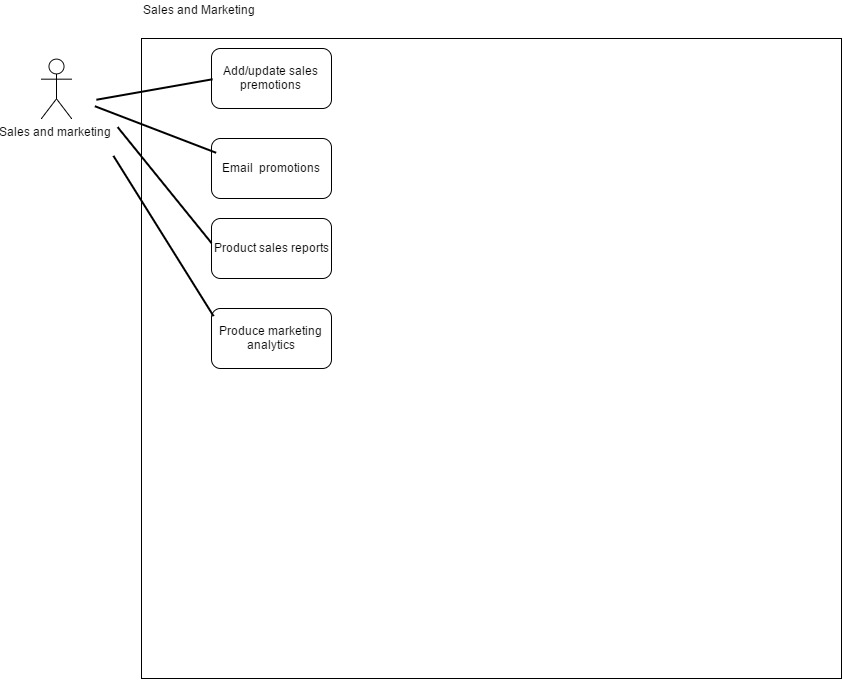 Sales and Marketing
Add/update sales
premotions
Sales and marketing
Email  promotions
Product sales reports
Produce marketing
analytics